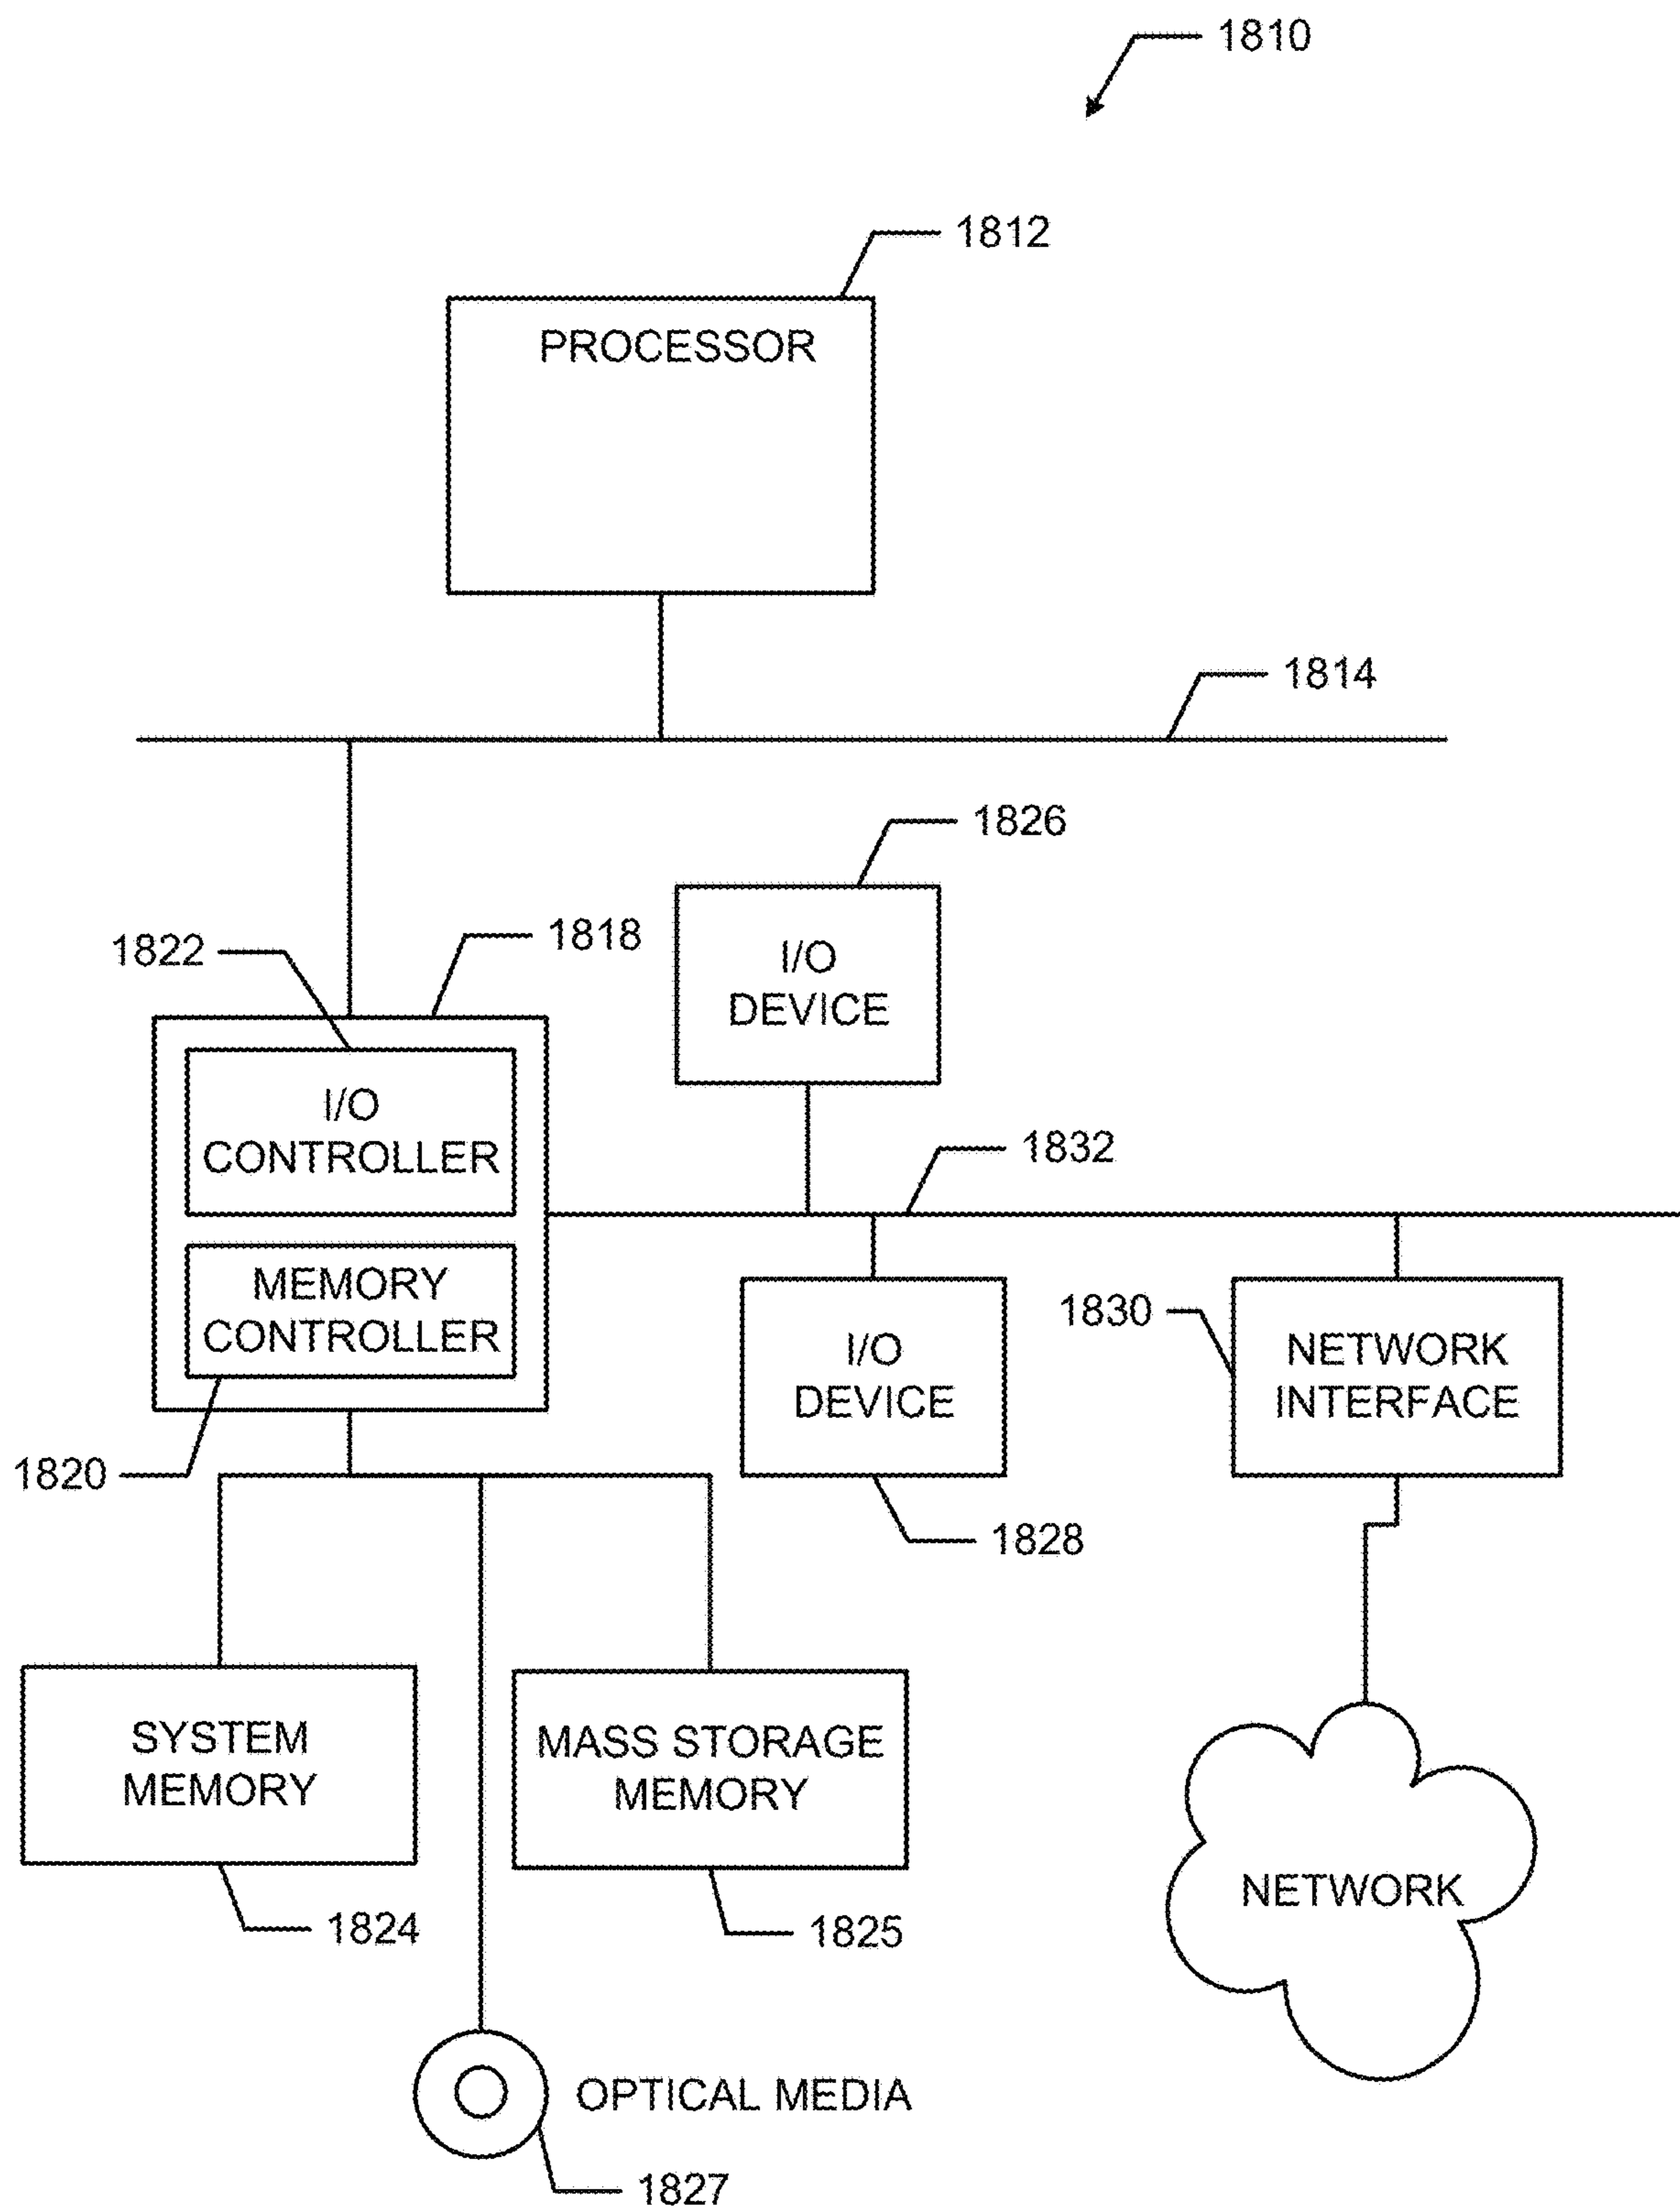 1810
1812
PROCESSOR
1814
1826
1822
1818
I/O
DEVICE
I/O
CONTROLLER
1832
MEMORY
CONTROLLER
1830
I/O
DEVICE
NETWORK
INTERFACE
1820
1828
SYSTEM
MEMORY
MASS STORAGE
MEMORY
NETWORK
1824
1825
OPTICAL MEDIA
1827